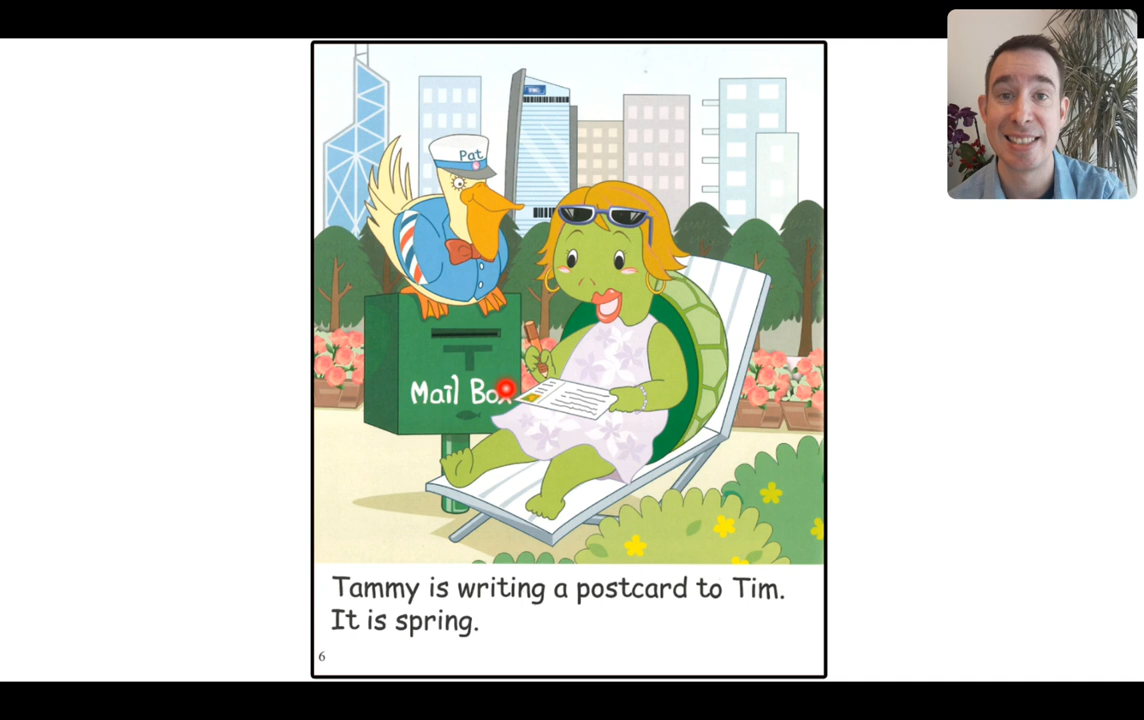 Pat
Mail Box
Tammy is writing a postcard to Tim.
It is spring.
6